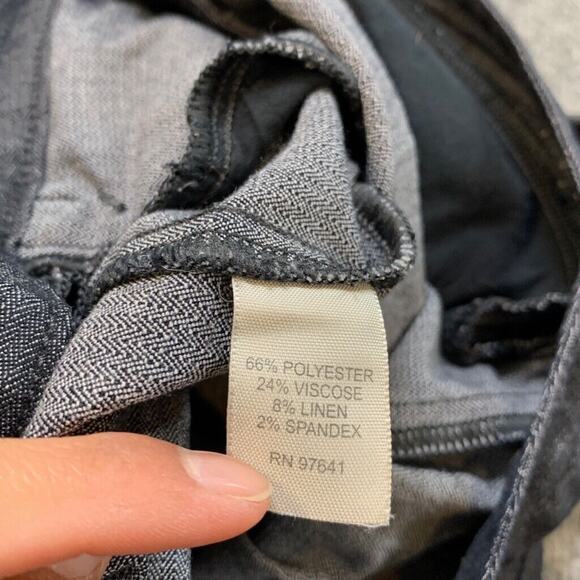 66% POLYESTER
24% VISCOSE
8% LINEN
2% SPANDEX
RN 97641